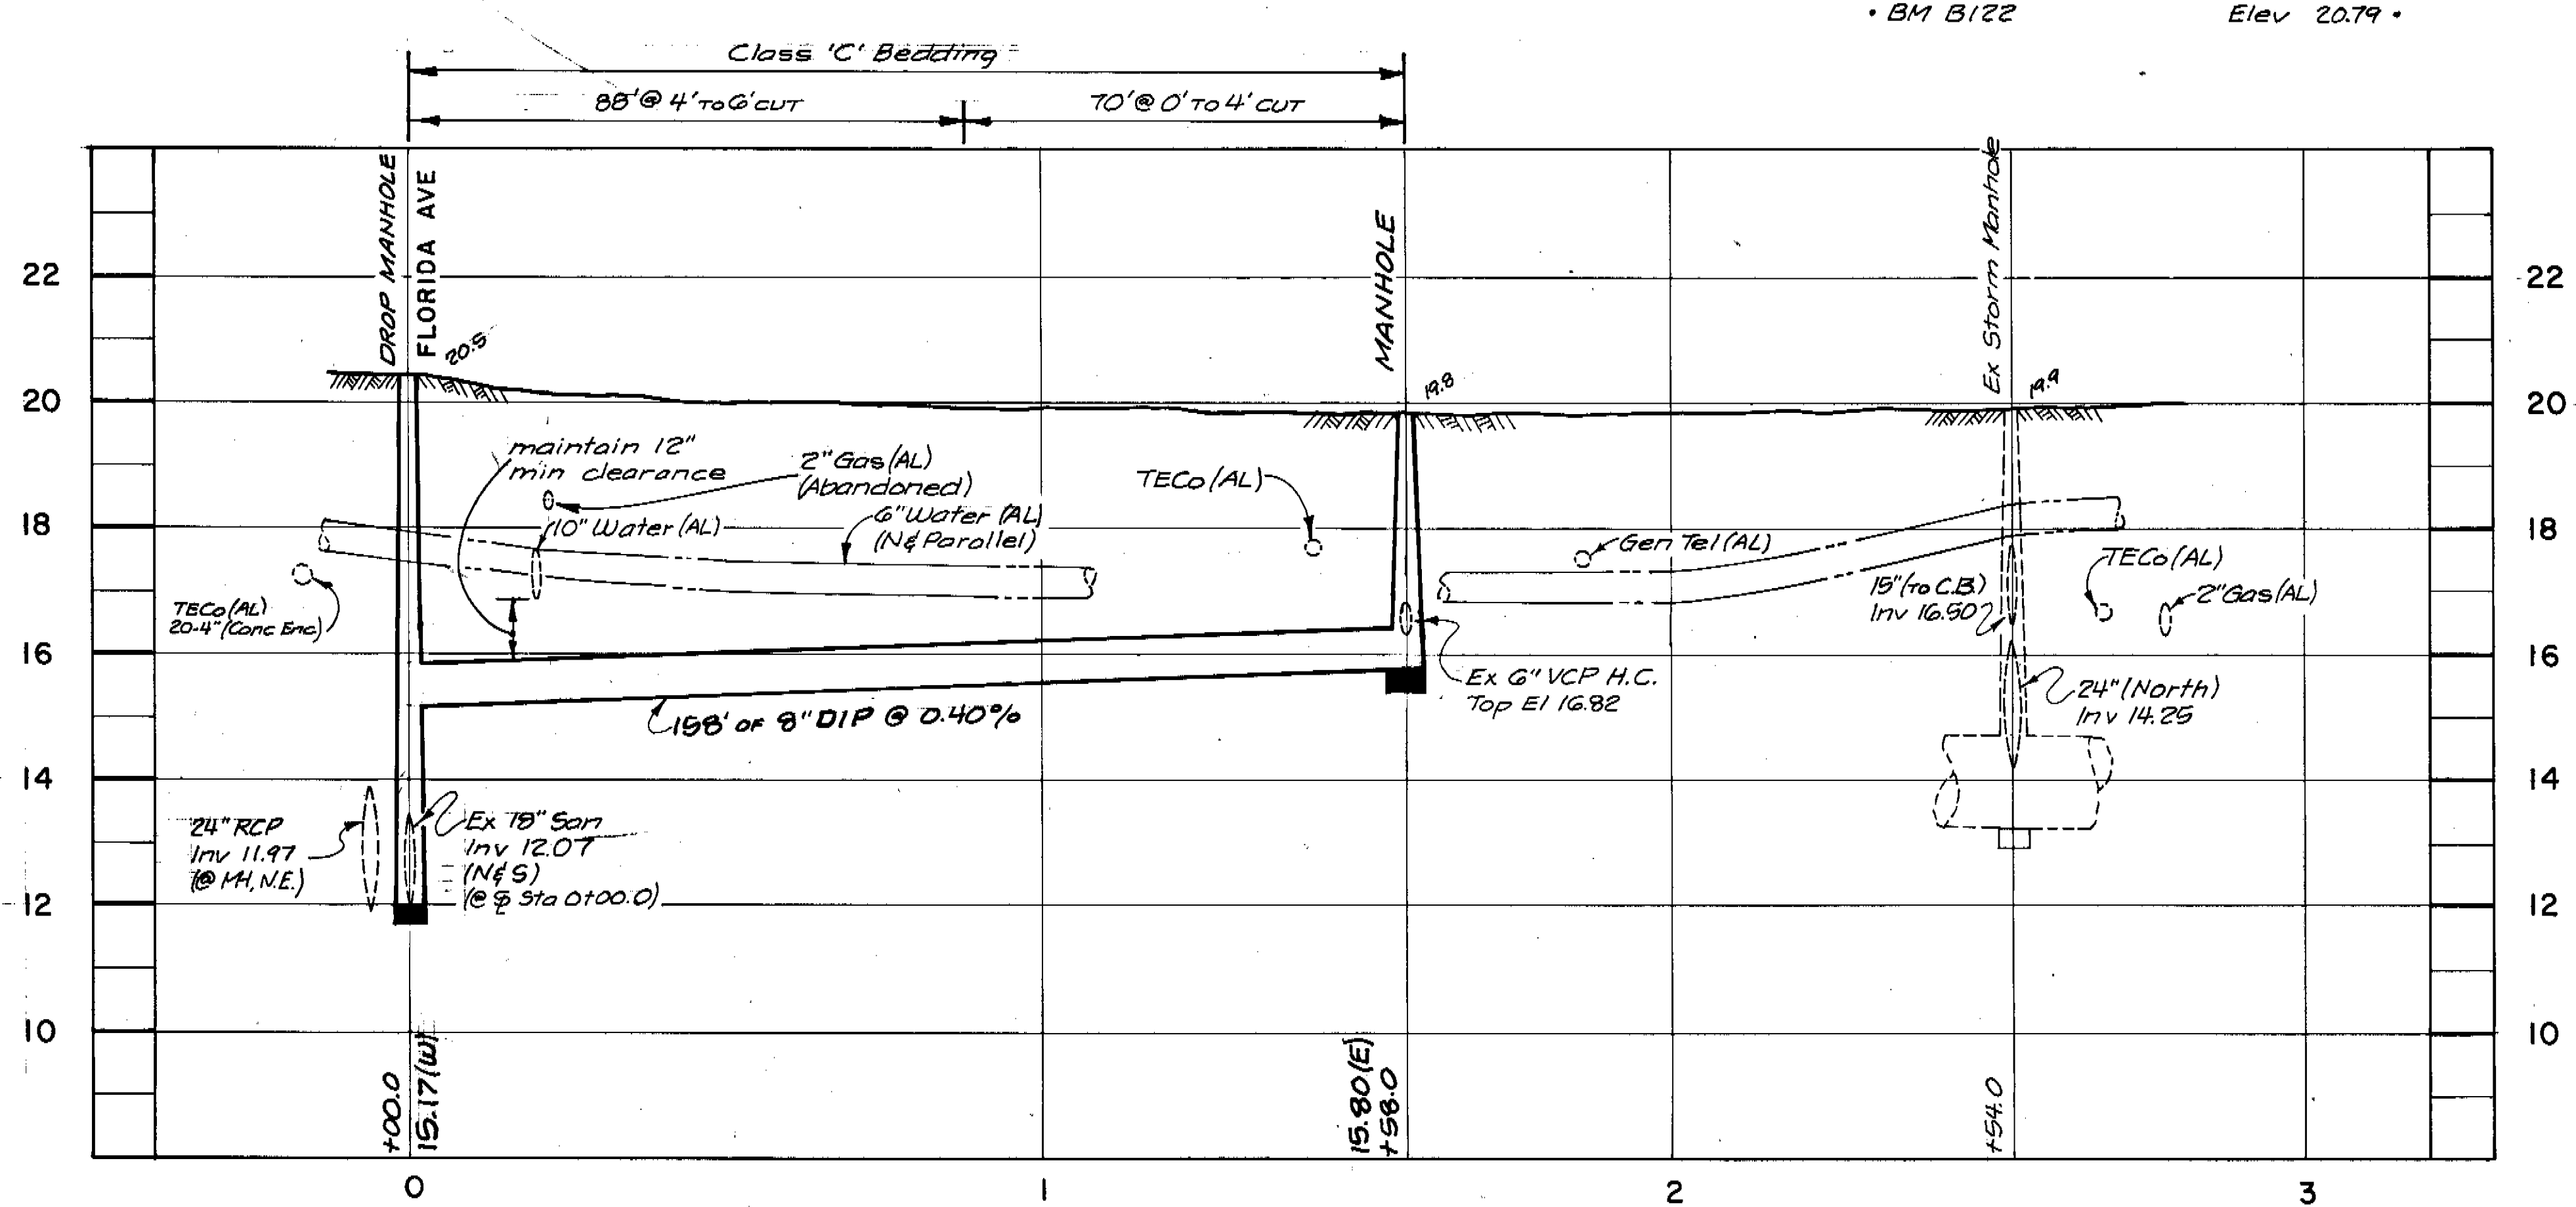 • BM B122 Elev 20.79 •
Class 'C' Bedding
88' @ 4' TO 6' CUT
70' @ 0' TO 4' CUT
DROP MANHOLE
FLORIDA AVE
20.5
MANHOLE
19.8
Ex Storm Manhole
19.9
22
22
20
20
18
18
16
16
14
14
12
12
10
10
maintain 12"
min clearance
2" Gas (AL)
(Abandoned)
10" Water (AL)
6" Water (AL)
(N & Parallel)
TECo (AL)
Gen Tel (AL)
TECo (AL)
2" Gas (AL)
15" (to C.B.)
Inv 16.50
TECo (AL)
20-4" (Conc Enc)
Ex 6" VCP H.C.
Top El 16.82
24" (North)
Inv 14.25
158' OF 8" DIP @ 0.40%
24" RCP
Inv 11.97
(@ MH, N.E.)
Ex 18" San
Inv 12.07
(N & S)
(@ ℄ Sta 0+00.0)
+00.0
15.17 (W)
15.80 (E)
+58.0
+54.0
0
1
2
3